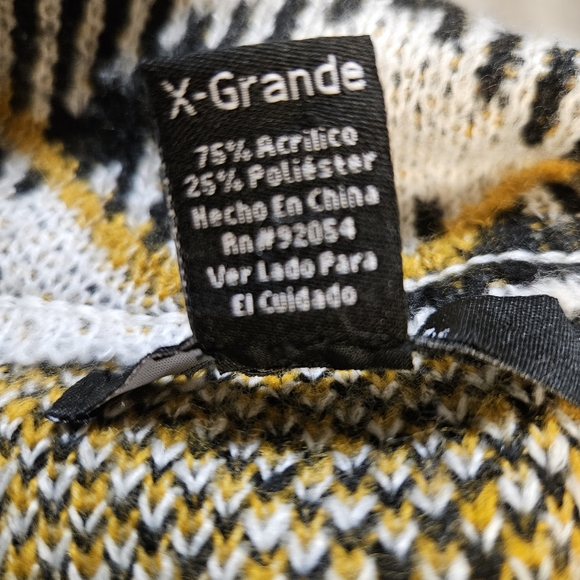 X-Grande
75% Acrilico
25% Poliéster
Hecho En China
Rn#92054
Ver Lado Para
El Cuidado